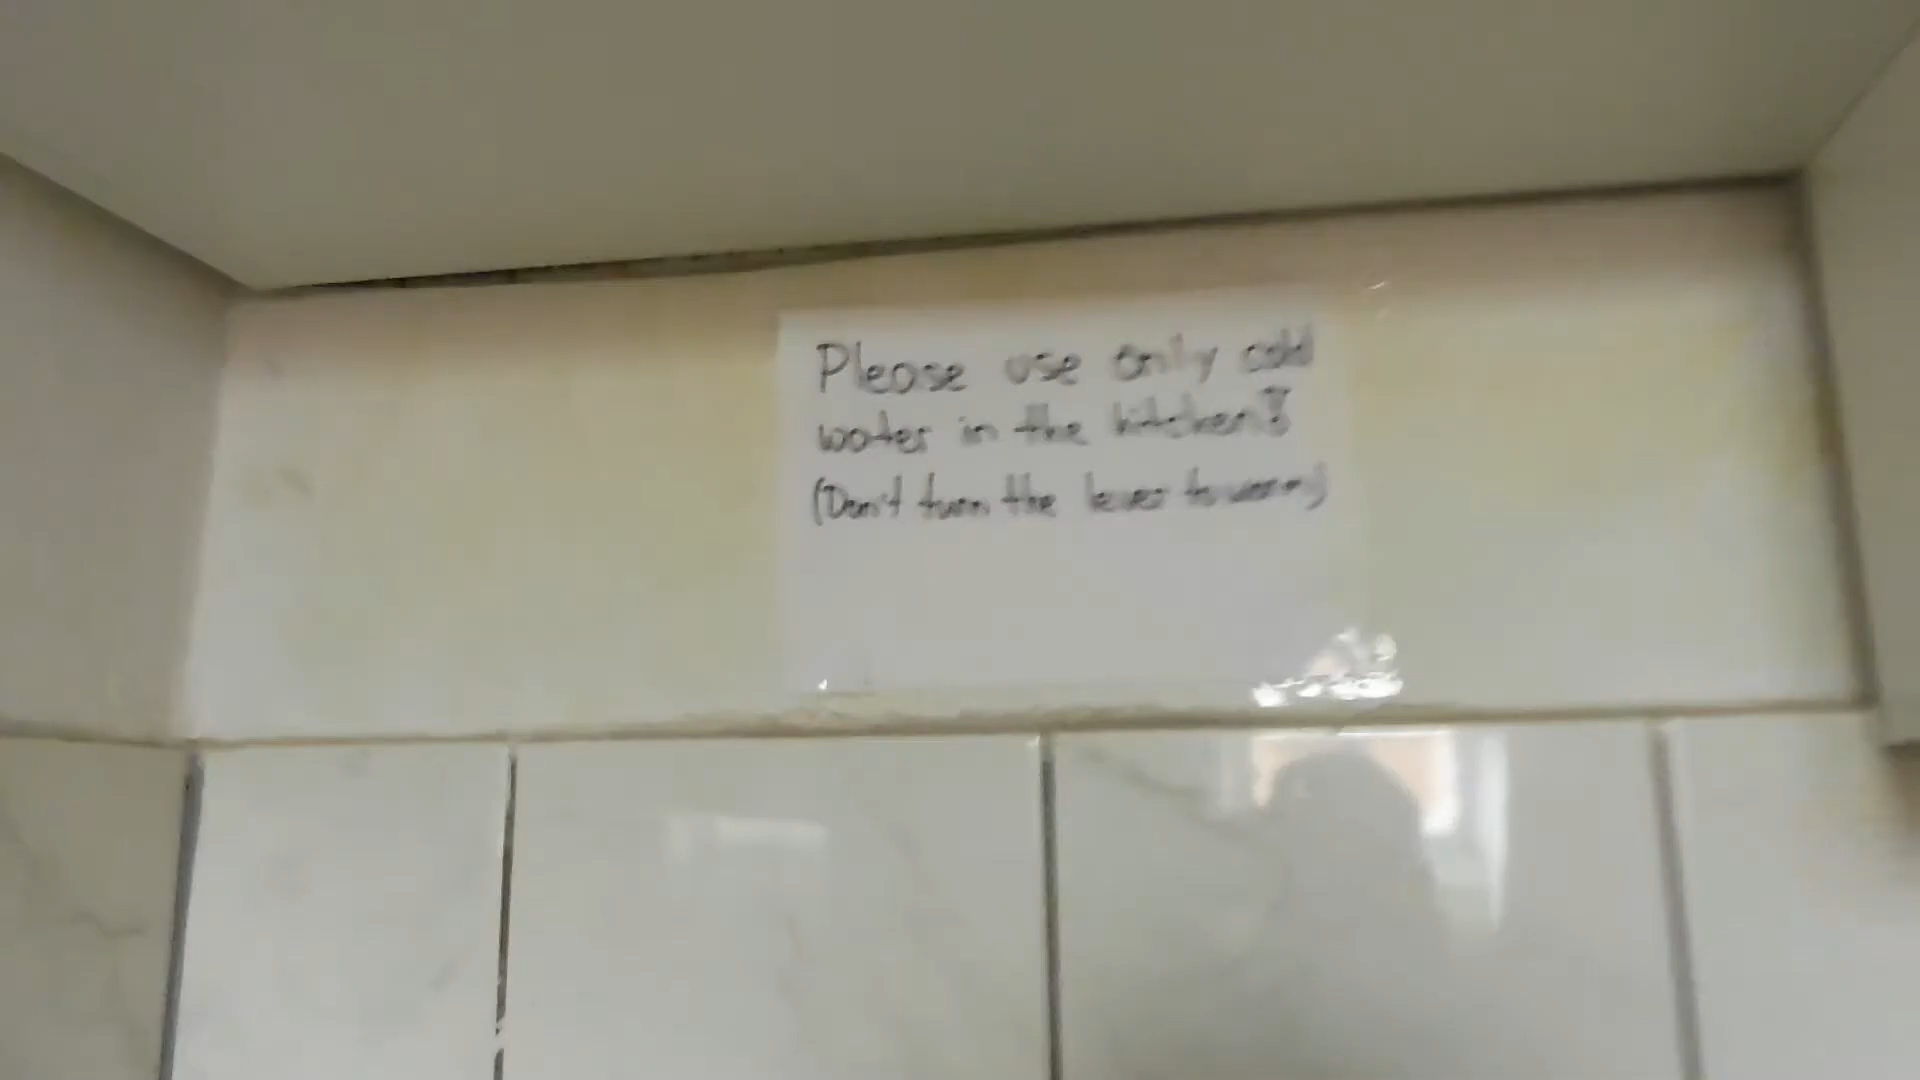 Please use only cold
water in the kitchen!
(Don't turn the lever to warm)